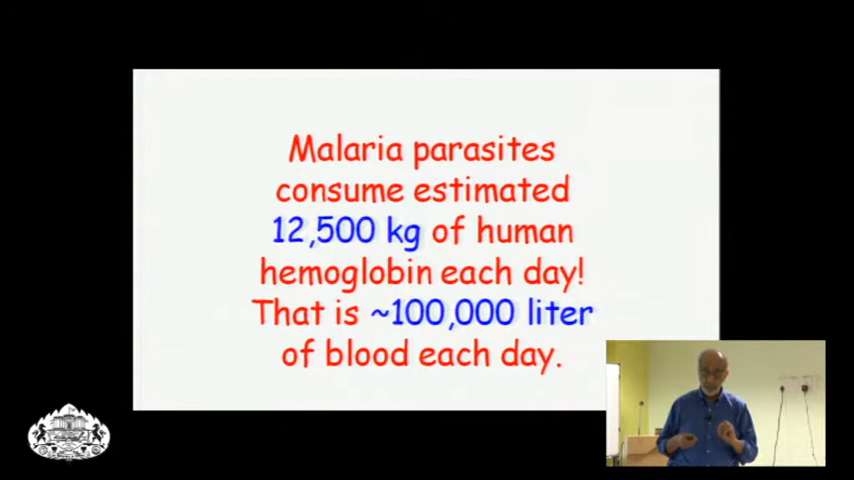 Malaria parasites
consume estimated
12,500 kg of human
hemoglobin each day!
That is ~100,000 liter
of blood each day.